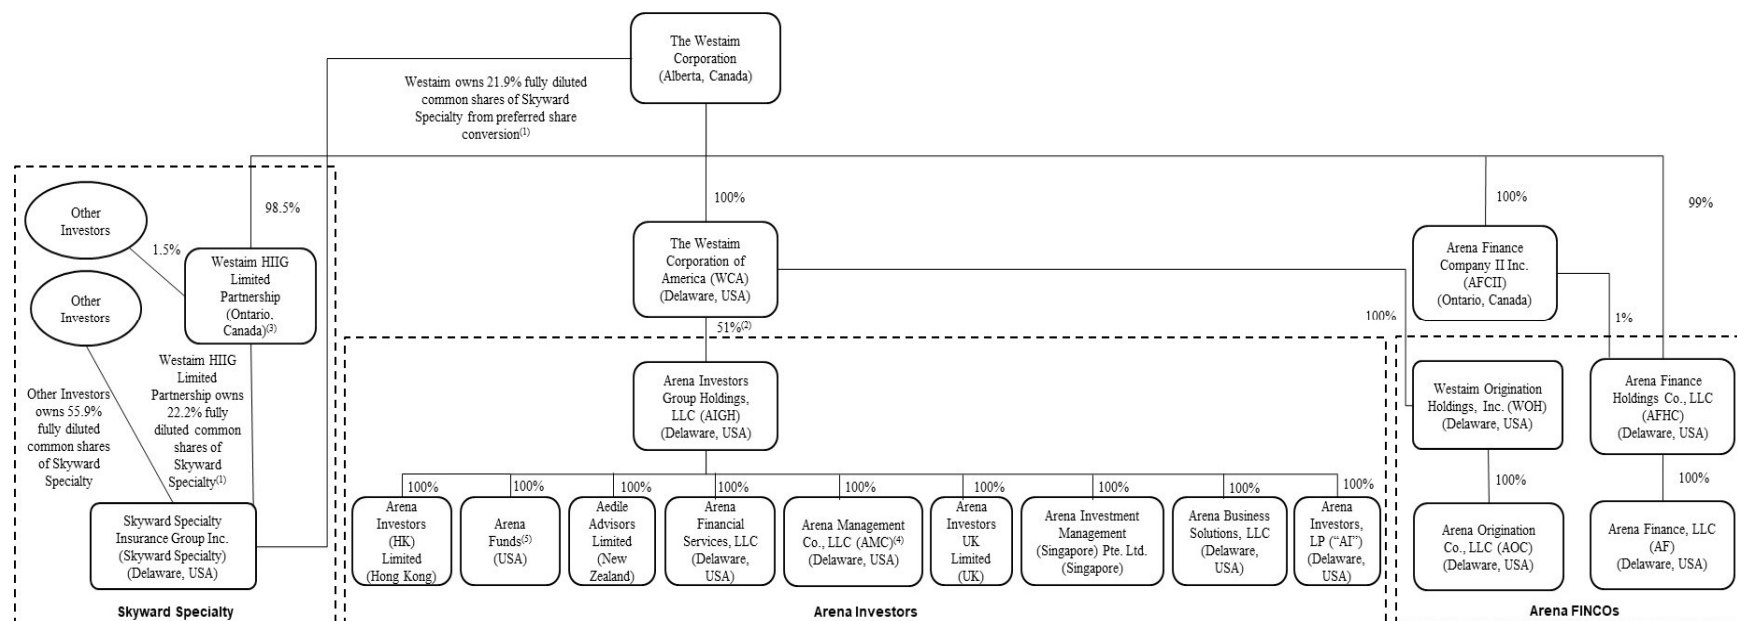 The Westaim
Corporation
(Alberta, Canada)
Westaim owns 21.9% fully diluted
common shares of Skyward
Specialty from preferred share
conversion(1)
98.5%
100%
100%
99%
Other
Investors
1.5%
Other
Investors
Westaim HIIG
Limited
Partnership
(Ontario,
Canada)(3)
The Westaim
Corporation of
America (WCA)
(Delaware, USA)
Arena Finance
Company II Inc.
(AFCII)
(Ontario, Canada)
51%(2)
100%
1%
Other Investors
owns 55.9%
fully diluted
common shares
of Skyward
Specialty
Westaim HIIG
Limited
Partnership owns
22.2% fully
diluted common
shares of
Skyward
Specialty(1)
Arena Investors
Group Holdings,
LLC (AIGH)
(Delaware, USA)
Westaim Origination
Holdings, Inc. (WOH)
(Delaware, USA)
Arena Finance
Holdings Co., LLC
(AFHC)
(Delaware, USA)
100%
100%
100%
100%
100%
100%
100%
100%
100%
100%
100%
Skyward Specialty
Insurance Group Inc.
(Skyward Specialty)
(Delaware, USA)
Arena
Investors
(HK)
Limited
(Hong Kong)
Arena
Funds(5)
(USA)
Aedile
Advisors
Limited
(New
Zealand)
Arena
Financial
Services, LLC
(Delaware,
USA)
Arena Management
Co., LLC (AMC)(4)
(Delaware, USA)
Arena
Investors
UK
Limited
(UK)
Arena Investment
Management
(Singapore) Pte. Ltd.
(Singapore)
Arena Business
Solutions, LLC
(Delaware,
USA)
Arena
Investors,
LP (“AI”)
(Delaware,
USA)
Arena Origination
Co., LLC (AOC)
(Delaware, USA)
Arena Finance, LLC
(AF)
(Delaware, USA)
Skyward Specialty
Arena Investors
Arena FINCOs